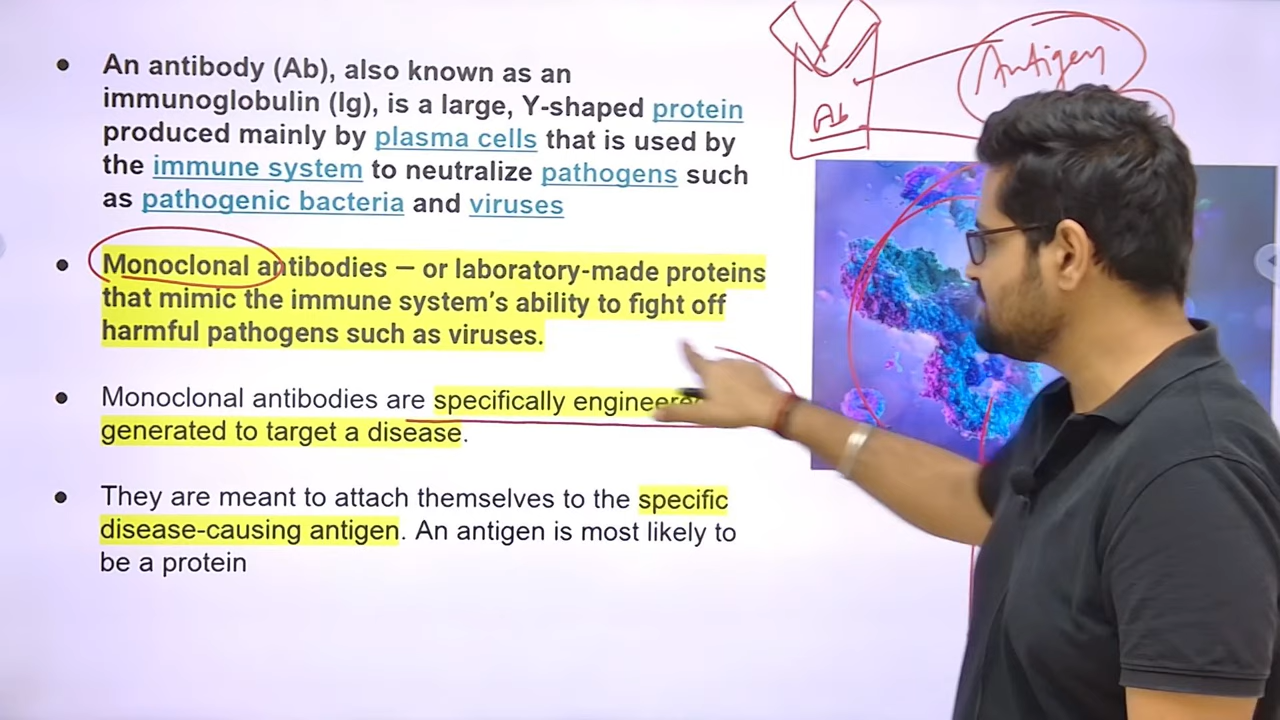 An antibody (Ab), also known as an
immunoglobulin (Ig), is a large, Y-shaped protein
produced mainly by plasma cells that is used by
the immune system to neutralize pathogens such
as pathogenic bacteria and viruses
Monoclonal antibodies – or laboratory-made proteins
that mimic the immune system's ability to fight off
harmful pathogens such as viruses.
Monoclonal antibodies are specifically engineered
generated to target a disease.
They are meant to attach themselves to the specific
disease-causing antigen. An antigen is most likely to
be a protein
Antigen
Ab